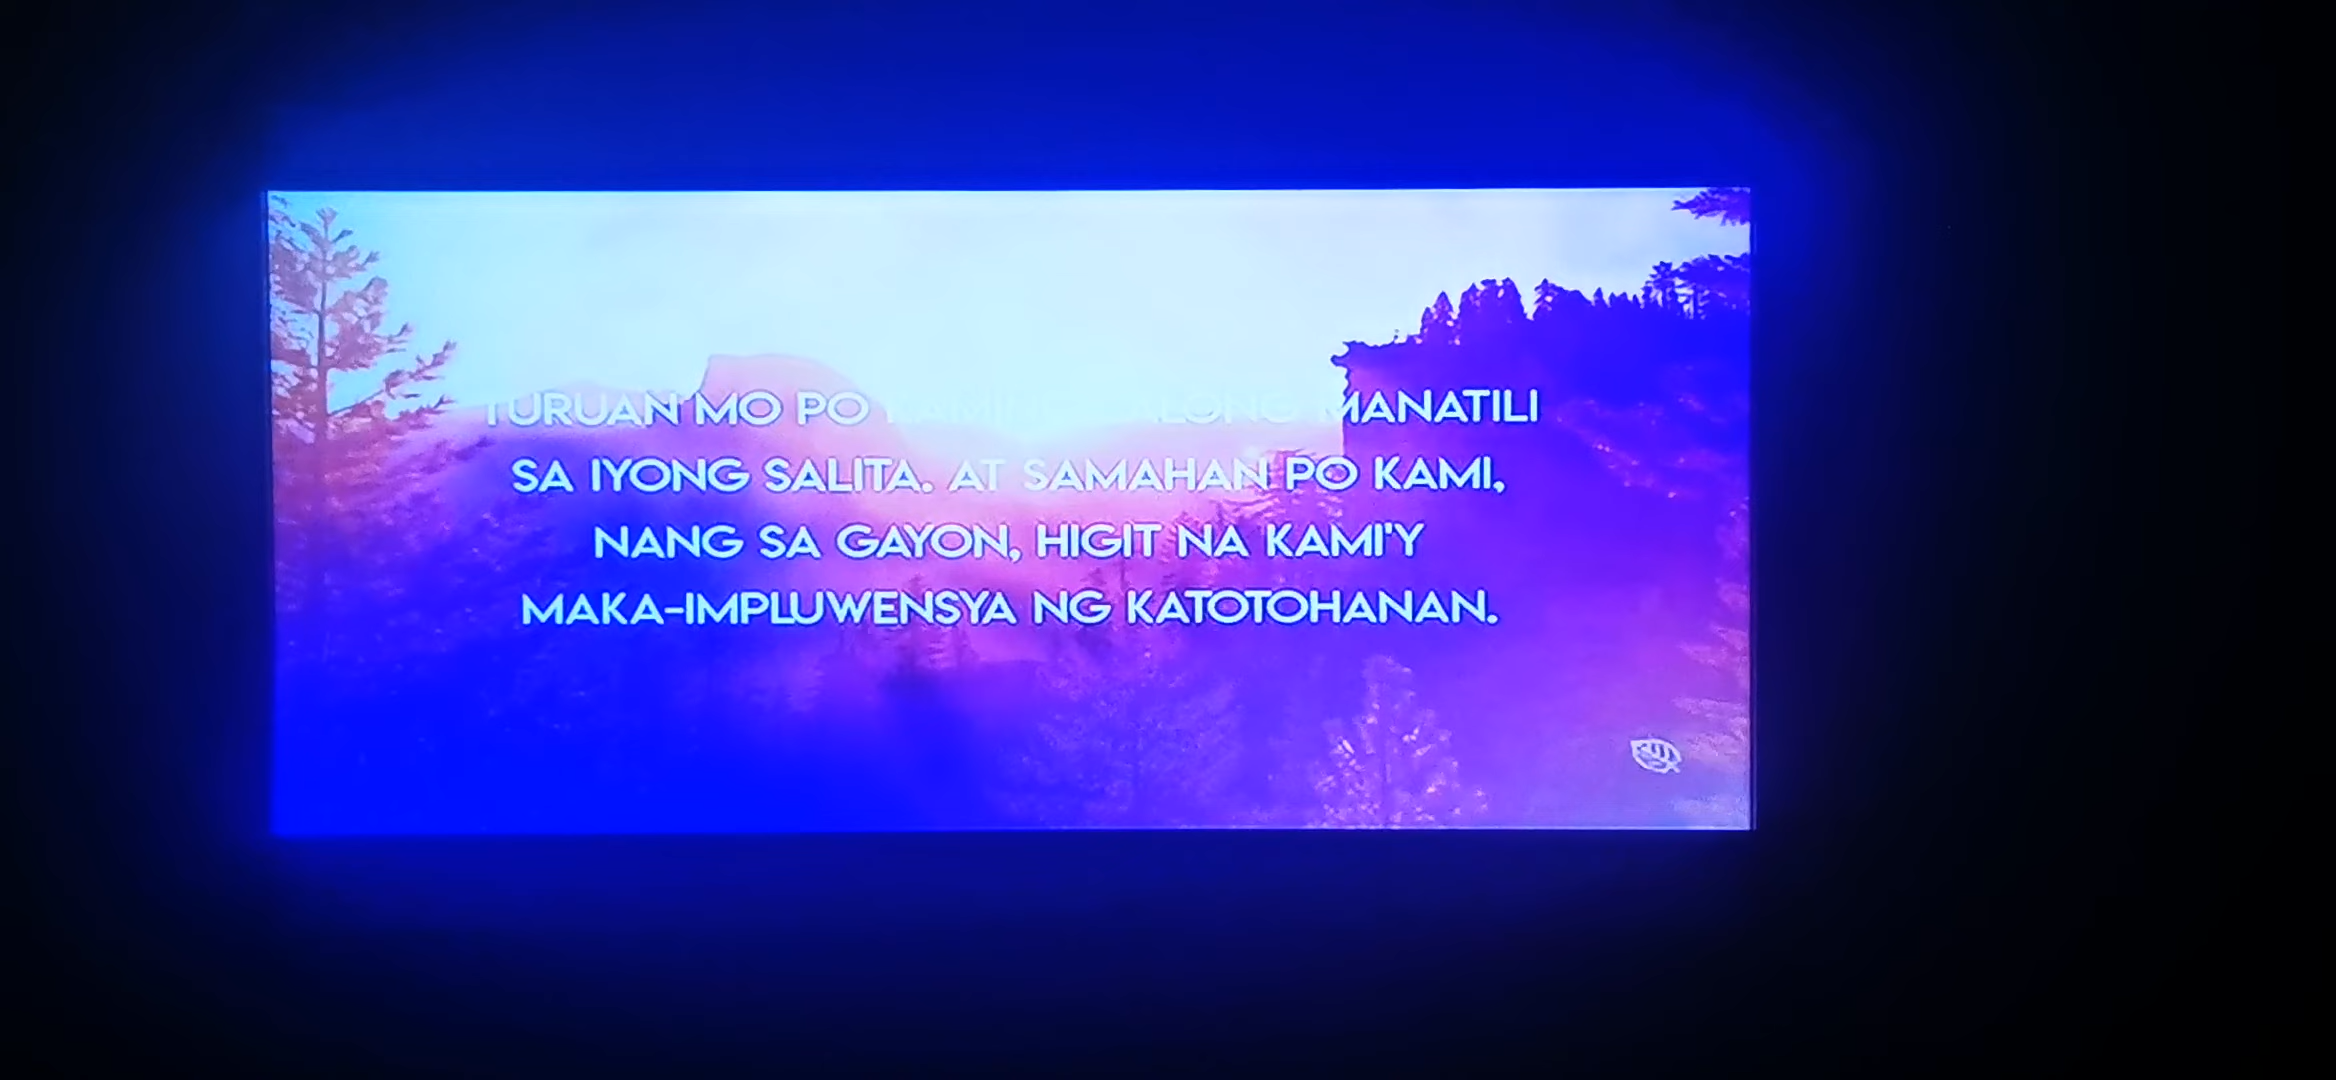 TURUAN MO PO KAMING MANATILI
SA IYONG SALITA. AT SAMAHAN PO KAMI,
NANG SA GAYON, HIGIT NA KAMI'Y
MAKA-IMPLUWENSYA NG KATOTOHANAN.